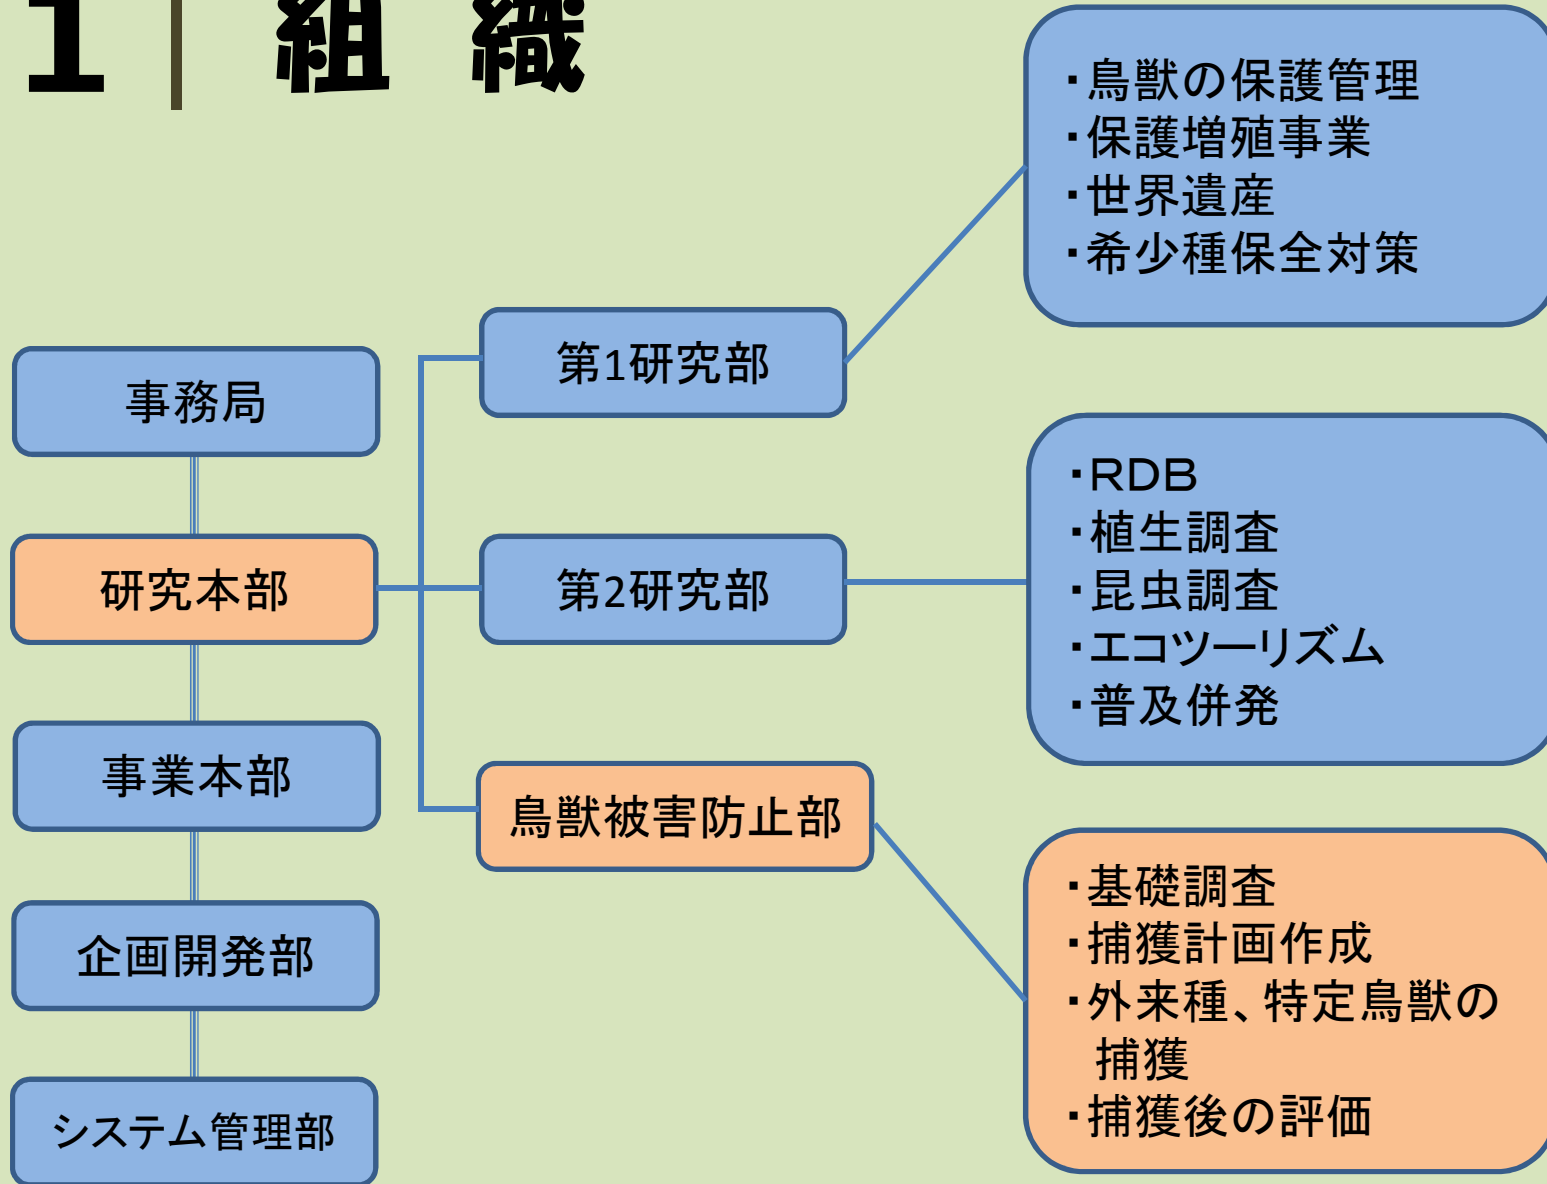 1 組 織
事務局
研究本部
事業本部
企画開発部
システム管理部
第1研究部
第2研究部
鳥獣被害防止部
・鳥獣の保護管理
・保護増殖事業
・世界遺産
・希少種保全対策
・RDB
・植生調査
・昆虫調査
・エコツーリズム
・普及併発
・基礎調査
・捕獲計画作成
・外来種、特定鳥獣の
捕獲
・捕獲後の評価